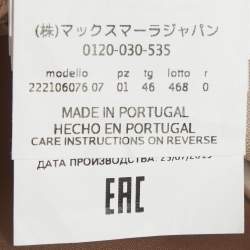 (株)マックスマーラジャパン
0120-030-535
modello pz tg lotto r
222106076 07 01 46 468 0
MADE IN PORTUGAL
HECHO EN PORTUGAL
CARE INSTRUCTIONS ON REVERSE
ДАТА ПРОИЗВОДСТВА:
EAC